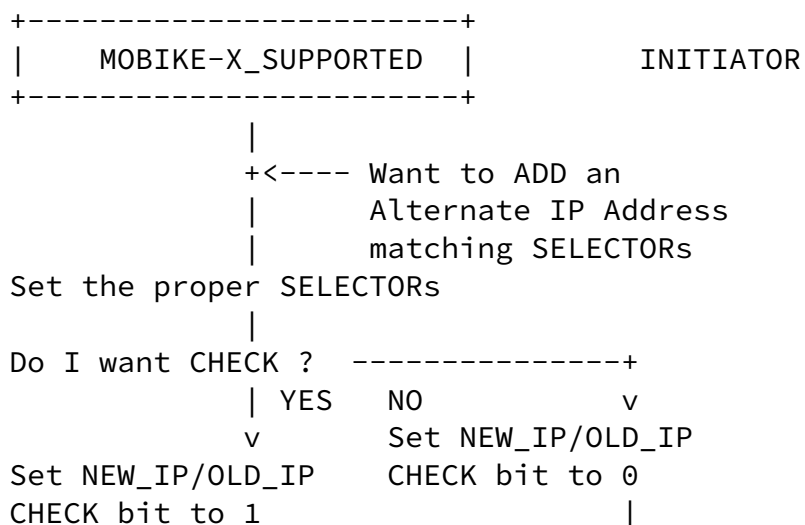 +------------------------+
|    MOBIKE-X_SUPPORTED  |         INITIATOR
+------------------------+
             |
             +<---- Want to ADD an
             |      Alternate IP Address
             |      matching SELECTORs
Set the proper SELECTORs
             |
Do I want CHECK ?  ---------------+
             | YES   NO           v
             v       Set NEW_IP/OLD_IP
Set NEW_IP/OLD_IP    CHECK bit to 0
CHECK bit to 1                    |